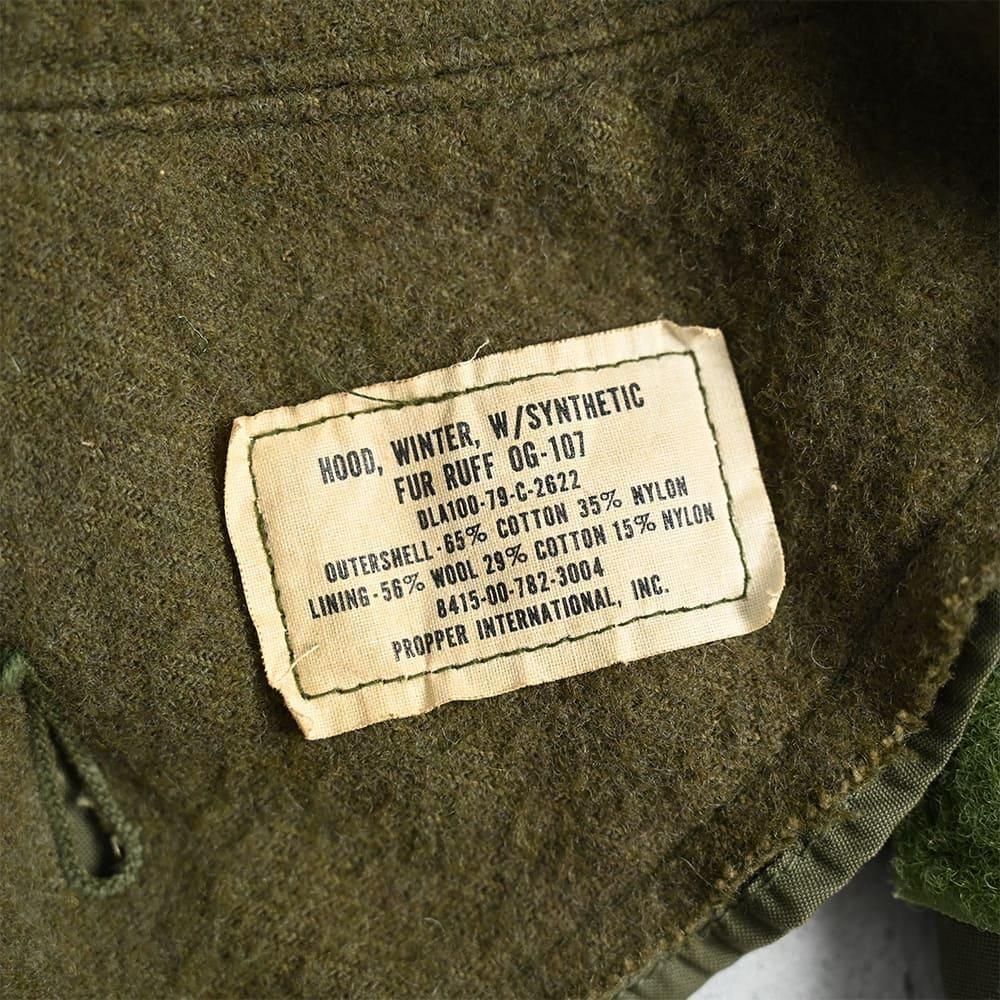 HOOD, WINTER, W/SYNTHETIC
FUR RUFF OG-107
DLA100-79-C-2622
OUTERSHELL-65% COTTON 35% NYLON
LINING-56% WOOL 29% COTTON 15% NYLON
8415-00-782-3004
PROPPER INTERNATIONAL, INC.